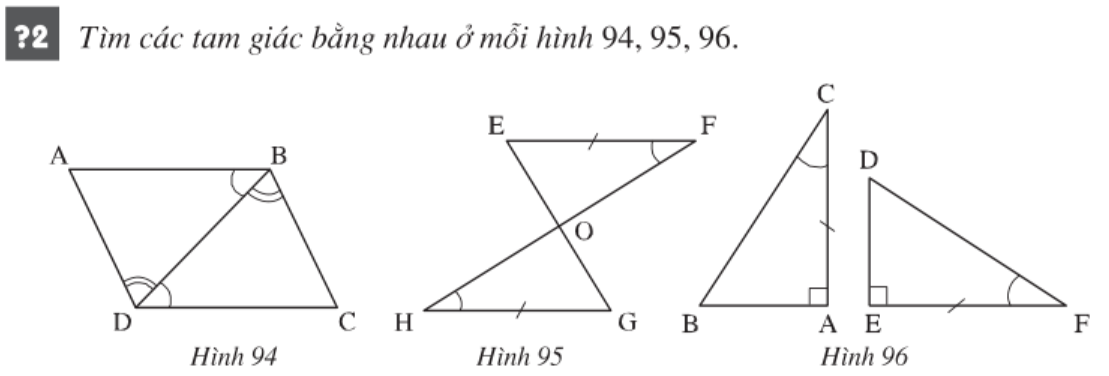 ?2 Tìm các tam giác bằng nhau ở mỗi hình 94, 95, 96.
A B D C
E F O H G
C D B A E F
Hình 94 Hình 95 Hình 96